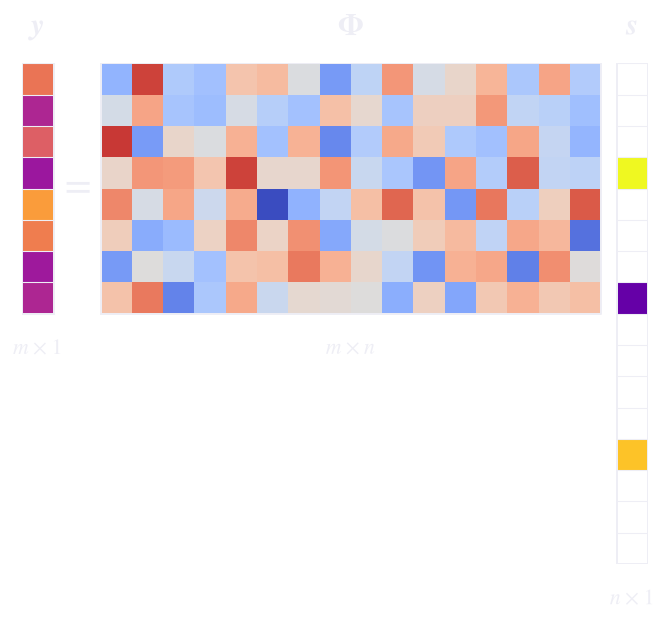 y Φ s
=
m × 1 m × n
n × 1